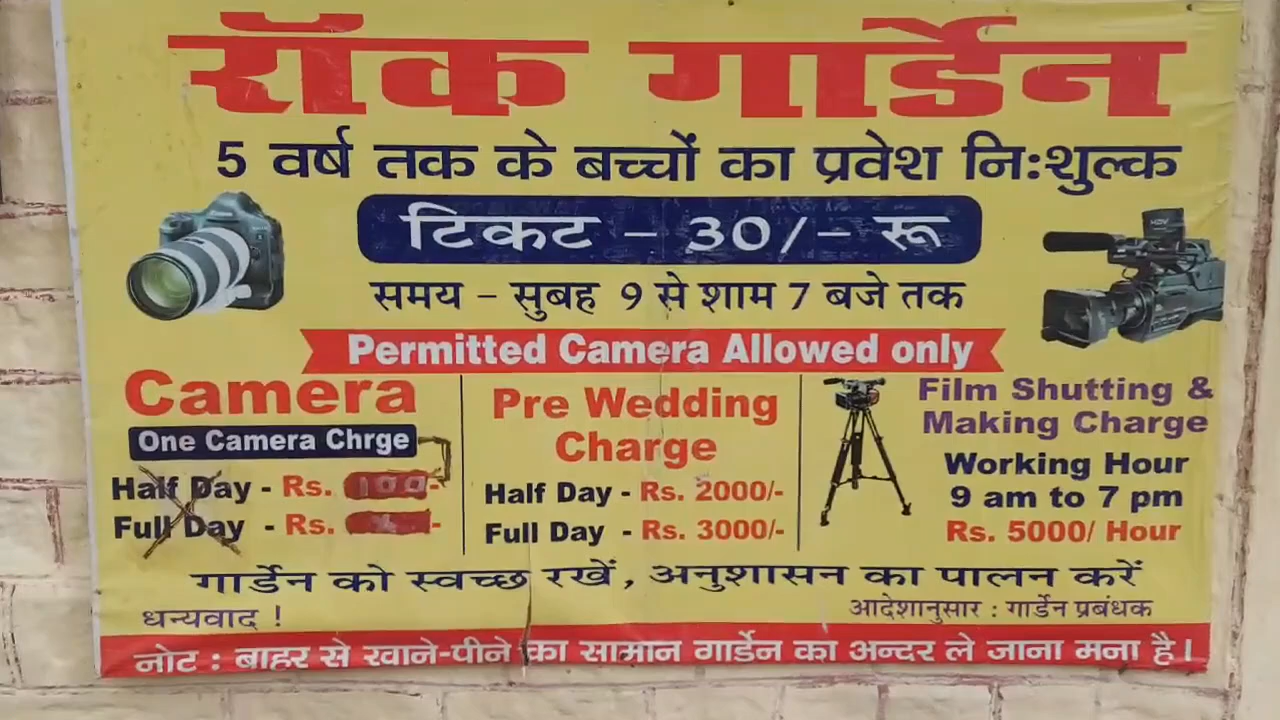 रॉक गार्डेन
5 वर्ष तक के बच्चों का प्रवेश नि:शुल्क
टिकट - 30/- रू
समय - सुबह 9 से शाम 7 बजे तक
Permitted Camera Allowed only
Camera
One Camera Chrge
Half Day - Rs. 100-
Full Day - Rs. -
Pre Wedding
Charge
Half Day - Rs. 2000/-
Full Day - Rs. 3000/-
Film Shutting &
Making Charge
Working Hour
9 am to 7 pm
Rs. 5000/ Hour
गार्डेन को स्वच्छ रखें, अनुशासन का पालन करें
धन्यवाद !
आदेशानुसार : गार्डेन प्रबंधक
नोट : बाहर से खाने-पीने का सामान गार्डेन का अन्दर ले जाना मना है।